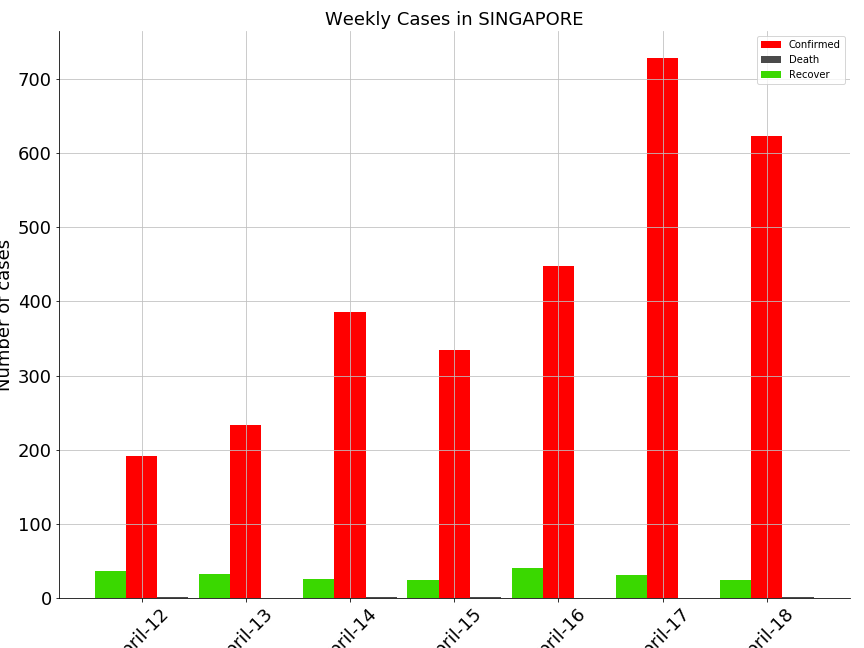 Weekly Cases in SINGAPORE
Confirmed
Death
Recover
Number of cases
700
600
500
400
300
200
100
0
pril-12
pril-13
pril-14
pril-15
pril-16
pril-17
pril-18